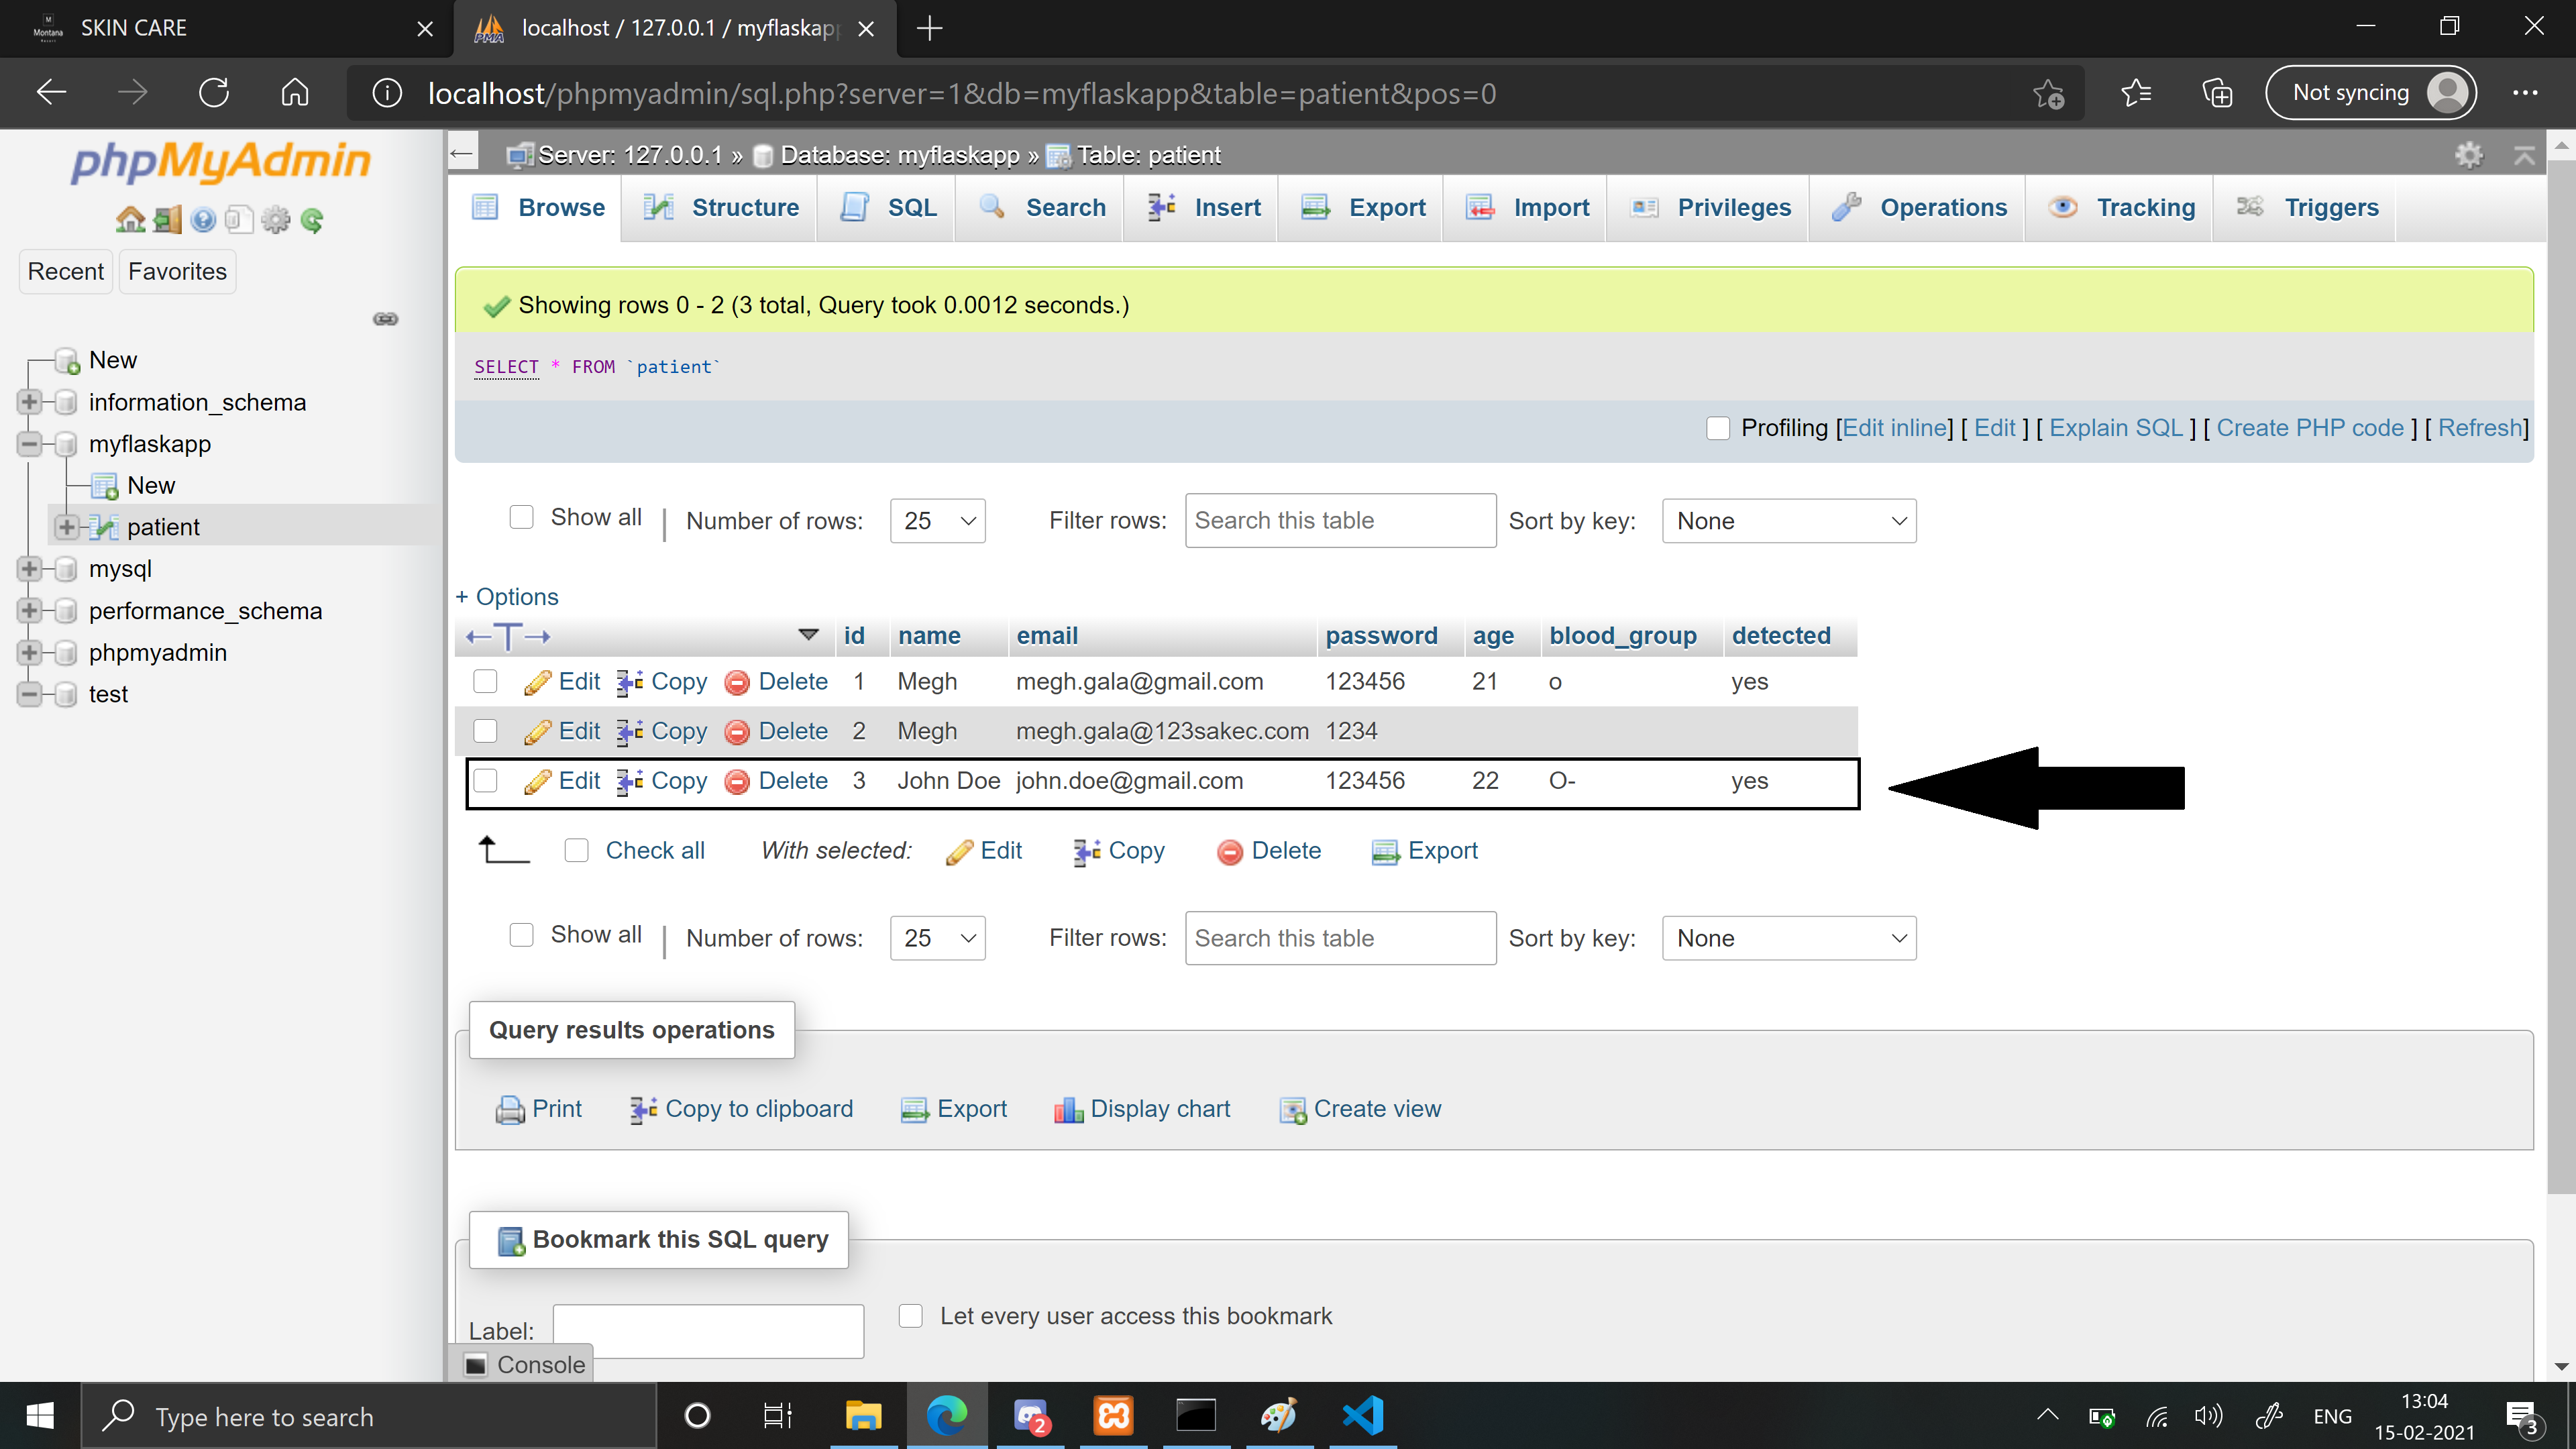 M Montana SKIN CARE
localhost / 127.0.0.1 / myflaskapp
localhost/phpmyadmin/sql.php?server=1&db=myflaskapp&table=patient&pos=0
Not syncing
phpMyAdmin
Recent Favorites
New
information_schema
myflaskapp
New
patient
mysql
performance_schema
phpmyadmin
test
Server: 127.0.0.1 » Database: myflaskapp » Table: patient
Browse Structure SQL Search Insert Export Import Privileges Operations Tracking Triggers
Showing rows 0 - 2 (3 total, Query took 0.0012 seconds.)
SELECT * FROM `patient`
Profiling [Edit inline] [ Edit ] [ Explain SQL ] [ Create PHP code ] [ Refresh]
Show all | Number of rows: 25 Filter rows: Search this table Sort by key: None
+ Options
←T→ id name email password age blood_group detected
Edit Copy Delete 1 Megh megh.gala@gmail.com 123456 21 o yes
Edit Copy Delete 2 Megh megh.gala@123sakec.com 1234
Edit Copy Delete 3 John Doe john.doe@gmail.com 123456 22 O- yes
Check all With selected: Edit Copy Delete Export
Show all | Number of rows: 25 Filter rows: Search this table Sort by key: None
Query results operations
Print Copy to clipboard Export Display chart Create view
Bookmark this SQL query
Label: Let every user access this bookmark
Console
Type here to search
2
ENG
13:04
15-02-2021
3